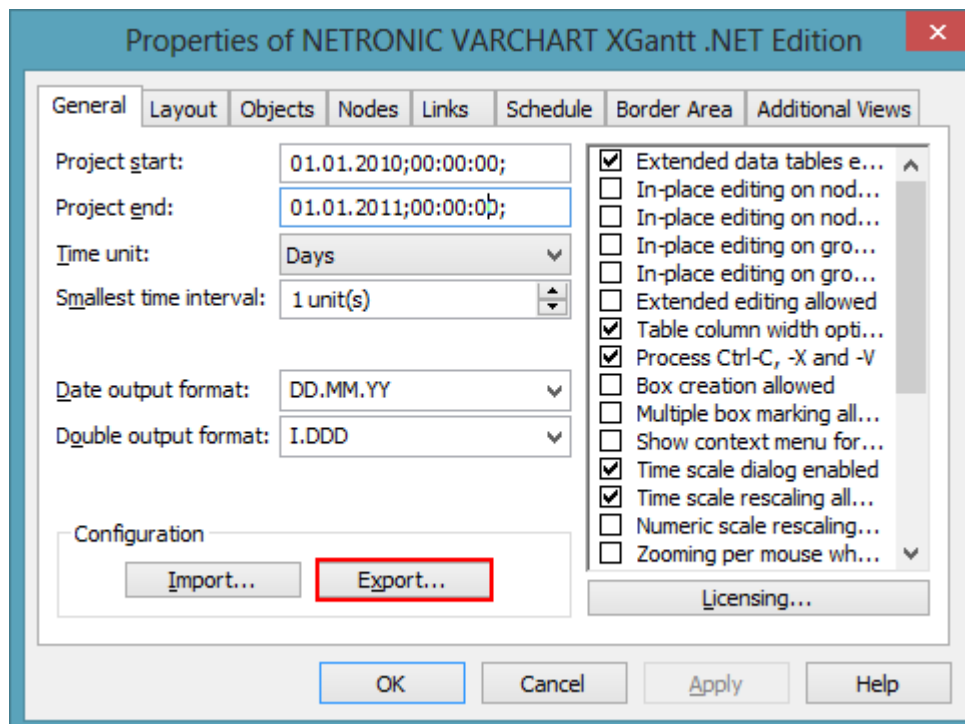 Properties of NETRONIC VARCHART XGantt .NET Edition
General Layout Objects Nodes Links Schedule Border Area Additional Views
Project start: 01.01.2010;00:00:00;
Project end: 01.01.2011;00:00:00;
Time unit: Days
Smallest time interval: 1 unit(s)
Date output format: DD.MM.YY
Double output format: I.DDD
Configuration
Import... Export...
Extended data tables e...
In-place editing on nod...
In-place editing on nod...
In-place editing on gro...
In-place editing on gro...
Extended editing allowed
Table column width opti...
Process Ctrl-C, -X and -V
Box creation allowed
Multiple box marking all...
Show context menu for...
Time scale dialog enabled
Time scale rescaling all...
Numeric scale rescaling...
Zooming per mouse wh...
Licensing...
OK Cancel Apply Help